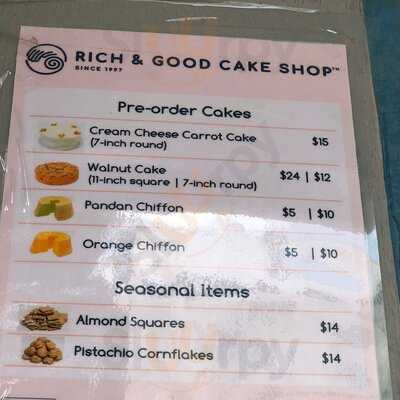 RICH & GOOD CAKE SHOP™
SINCE 1997
Pre-order Cakes
Cream Cheese Carrot Cake $15
(7-inch round)
Walnut Cake $24 | $12
(11-inch square | 7-inch round)
Pandan Chiffon $5 | $10
Orange Chiffon $5 | $10
Seasonal Items
Almond Squares $14
Pistachio Cornflakes $14